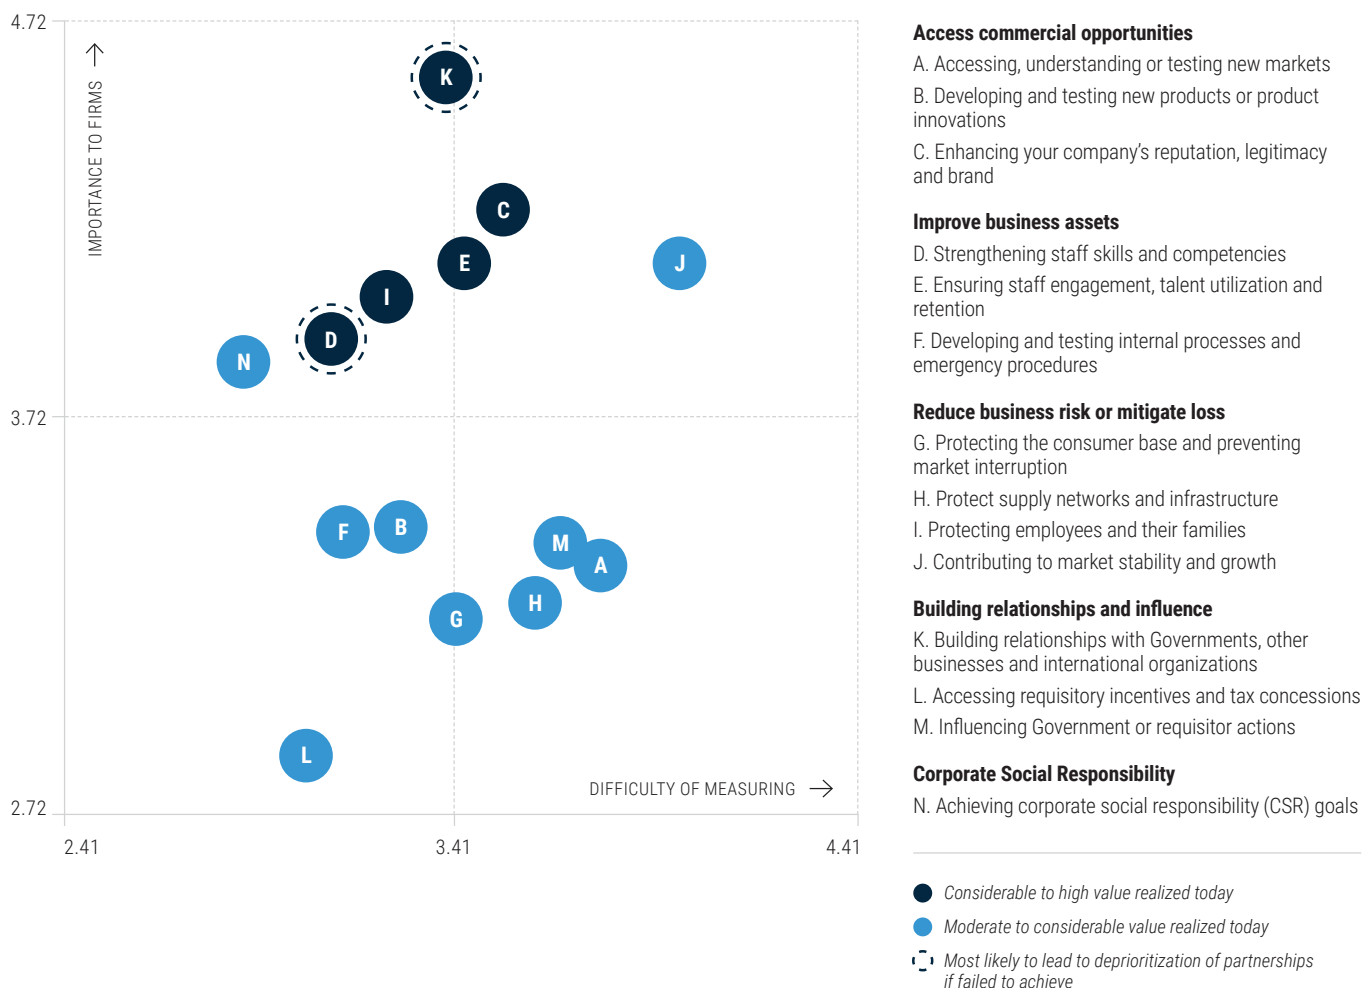 4.72
IMPORTANCE TO FIRMS
K
C
E
J
I
D
N
3.72
F
B
M
A
H
G
L
DIFFICULTY OF MEASURING
2.72
2.41
3.41
4.41
Access commercial opportunities
A. Accessing, understanding or testing new markets
B. Developing and testing new products or product
innovations
C. Enhancing your company’s reputation, legitimacy
and brand
Improve business assets
D. Strengthening staff skills and competencies
E. Ensuring staff engagement, talent utilization and
retention
F. Developing and testing internal processes and
emergency procedures
Reduce business risk or mitigate loss
G. Protecting the consumer base and preventing
market interruption
H. Protect supply networks and infrastructure
I. Protecting employees and their families
J. Contributing to market stability and growth
Building relationships and influence
K. Building relationships with Governments, other
businesses and international organizations
L. Accessing requisitory incentives and tax concessions
M. Influencing Government or requisitor actions
Corporate Social Responsibility
N. Achieving corporate social responsibility (CSR) goals
Considerable to high value realized today
Moderate to considerable value realized today
Most likely to lead to deprioritization of partnerships
if failed to achieve